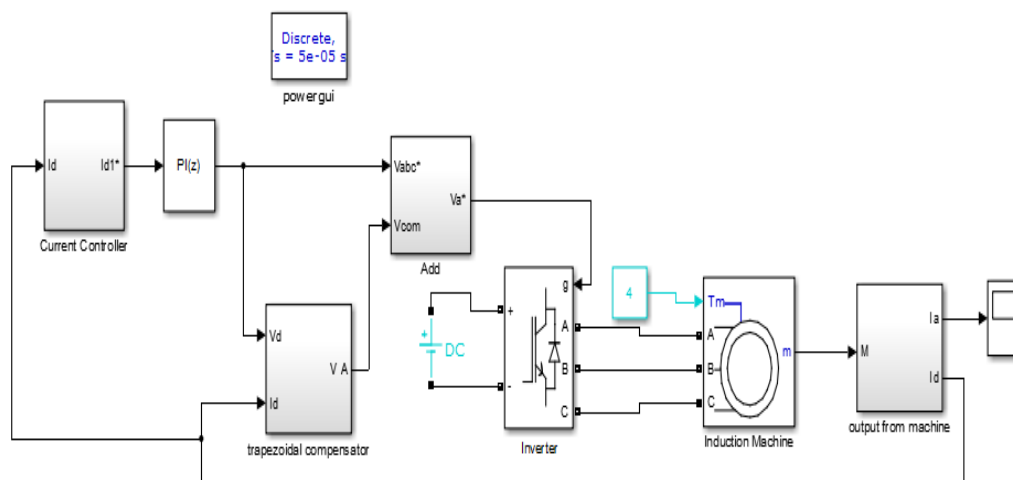 Discrete,
s = 5e-05 s
powergui
Id
Id1*
Current Controller
PI(z)
Vabc*
Vcom
Va*
Add
Vd
Id
V A
trapezoidal compensator
+
DC
+
-
g
A
B
C
Inverter
4
Tm
A
B
C
m
Induction Machine
M
Ia
Id
output from machine